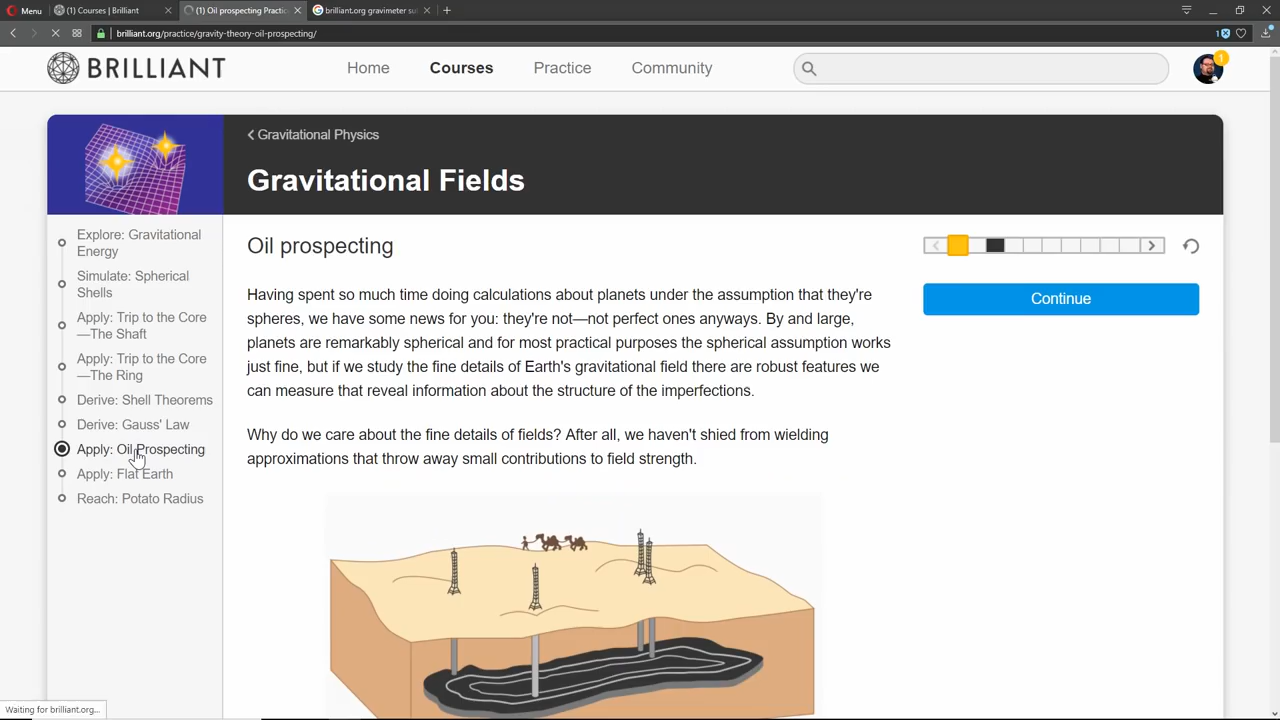 Menu
(1) Courses | Brilliant
(1) Oil prospecting Practi
brilliant.org gravimeter su
brilliant.org/practice/gravity-theory-oil-prospecting/
1
BRILLIANT
Home
Courses
Practice
Community
1
Gravitational Physics
Gravitational Fields
Explore: Gravitational
Energy
Simulate: Spherical
Shells
Apply: Trip to the Core
—The Shaft
Apply: Trip to the Core
—The Ring
Derive: Shell Theorems
Derive: Gauss' Law
Apply: Oil Prospecting
Apply: Flat Earth
Reach: Potato Radius
Oil prospecting
Having spent so much time doing calculations about planets under the assumption that they're
spheres, we have some news for you: they're not—not perfect ones anyways. By and large,
planets are remarkably spherical and for most practical purposes the spherical assumption works
just fine, but if we study the fine details of Earth's gravitational field there are robust features we
can measure that reveal information about the structure of the imperfections.
Why do we care about the fine details of fields? After all, we haven't shied from wielding
approximations that throw away small contributions to field strength.
Continue
Waiting for brilliant.org...